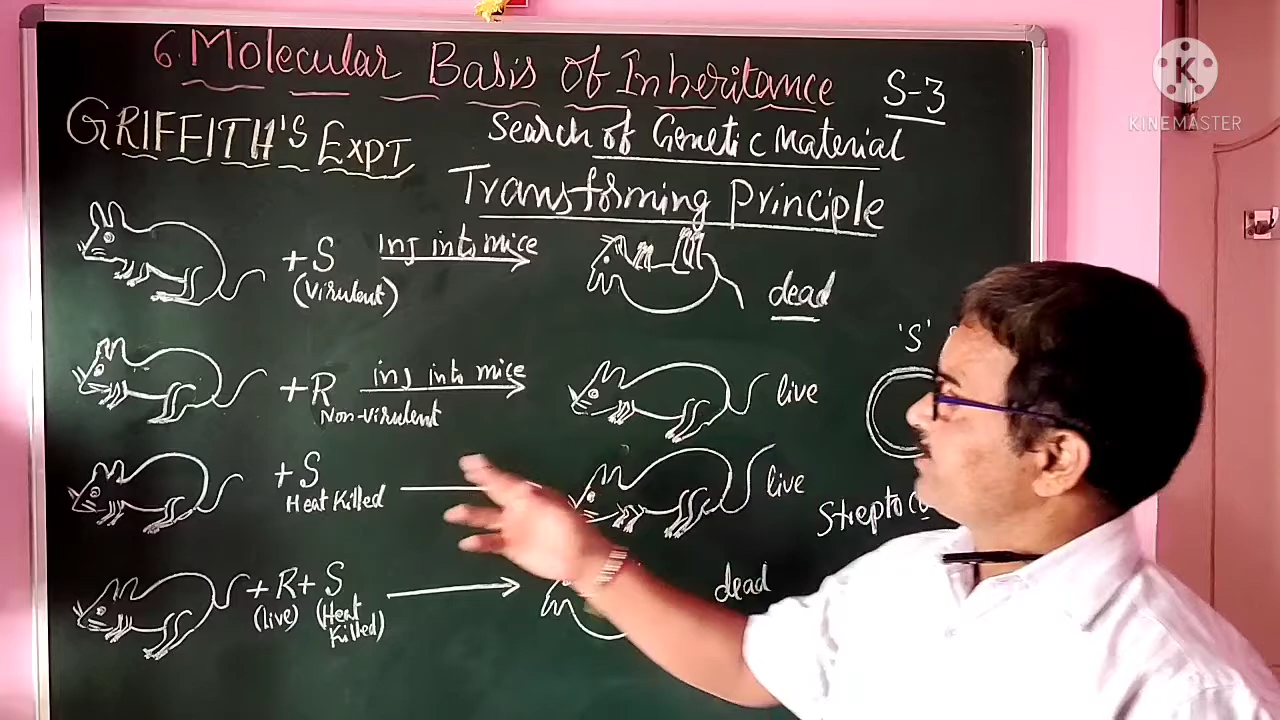 6. Molecular Basis of Inheritance
S-3
GRIFFITH'S EXPT
Search of Genetic Material
Transforming Principle
+S
(Virulent)
Inj into mice
dead
+R
Non-Virulent
inj into mice
live
+S
Heat Killed
live
+R+S
(live)
(Heat
Killed)
dead
'S'
K
KINEMASTER